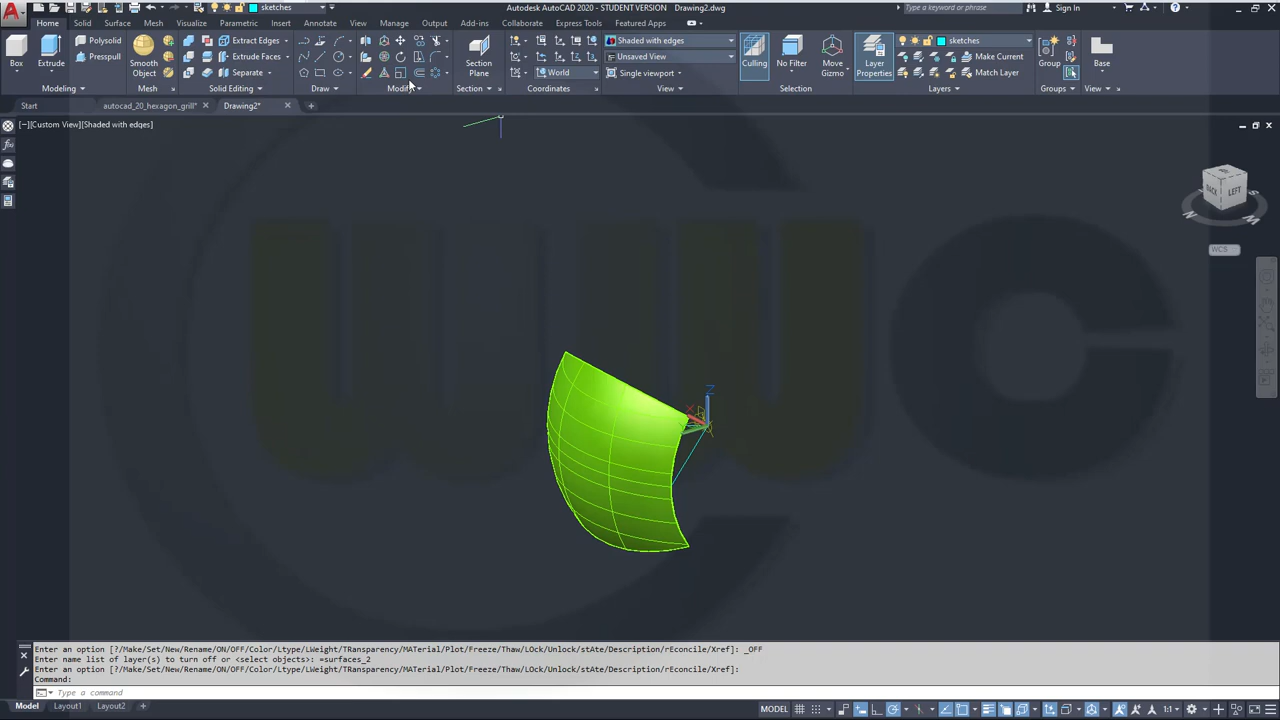 sketches
Autodesk AutoCAD 2020 - STUDENT VERSION Drawing2.dwg
Type a keyword or phrase
Sign In
Home Solid Surface Mesh Visualize Parametric Insert Annotate View Manage Output Add-ins Collaborate Express Tools Featured Apps
Polysolid Extract Edges Shaded with edges sketches
Presspull Extrude Faces Unsaved View Make Current
Box Extrude Smooth Object Separate Section Plane World Single viewport Culling No Filter Move Gizmo Layer Properties Match Layer Group Base
Modeling Mesh Solid Editing Draw Modify Section Coordinates View Selection Layers Groups View
Start autocad_20_hexagon_grill* Drawing2*
[−][Custom View][Shaded with edges]
BACK LEFT
WCS
cwwc
Z
X
Enter an option [?/Make/Set/New/Rename/ON/OFF/Color/Ltype/LWeight/TRansparency/MATerial/Plot/Freeze/Thaw/LOck/Unlock/stAte/Description/rEconcile/Xref]: _OFF
Enter name list of layer(s) to turn off or <select objects>: =surfaces_2
Enter an option [?/Make/Set/New/Rename/ON/OFF/Color/Ltype/LWeight/TRansparency/MATerial/Plot/Freeze/Thaw/LOck/Unlock/stAte/Description/rEconcile/Xref]:
Command:
Type a command
Model Layout1 Layout2 MODEL 1:1